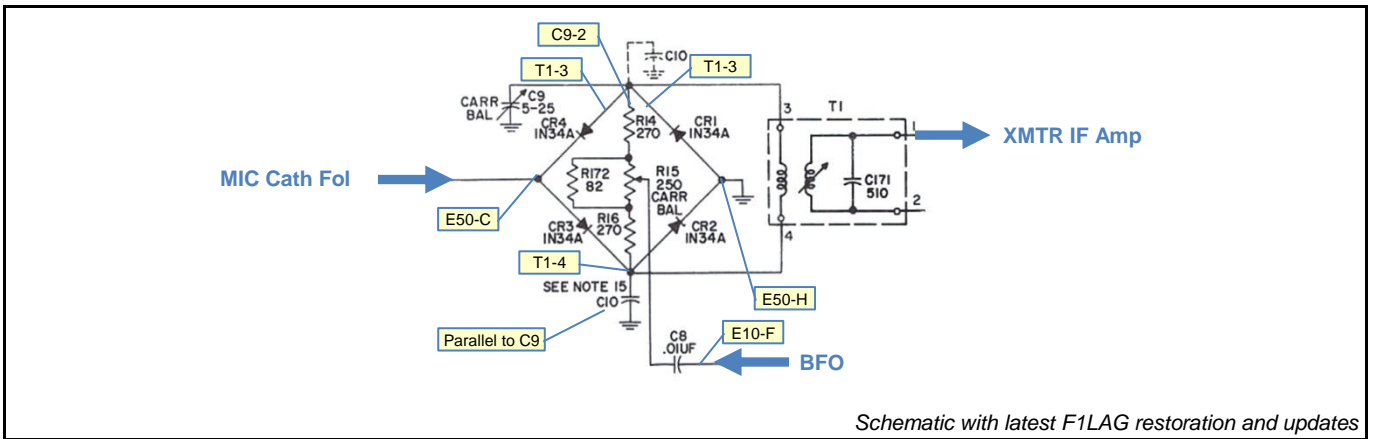 C9-2
C10
T1-3
T1-3
CARR
BAL
C9
5-25
CR4
IN34A
R14
270
CR1
IN34A
3
T1
1
XMTR IF Amp
MIC Cath Fol
R172
82
R15
250
CARR
BAL
C171
510
2
E50-C
CR3
IN34A
R16
270
CR2
IN34A
4
T1-4
SEE NOTE 15
C10
E50-H
Parallel to C9
C8
.01UF
E10-F
BFO
Schematic with latest F1LAG restoration and updates